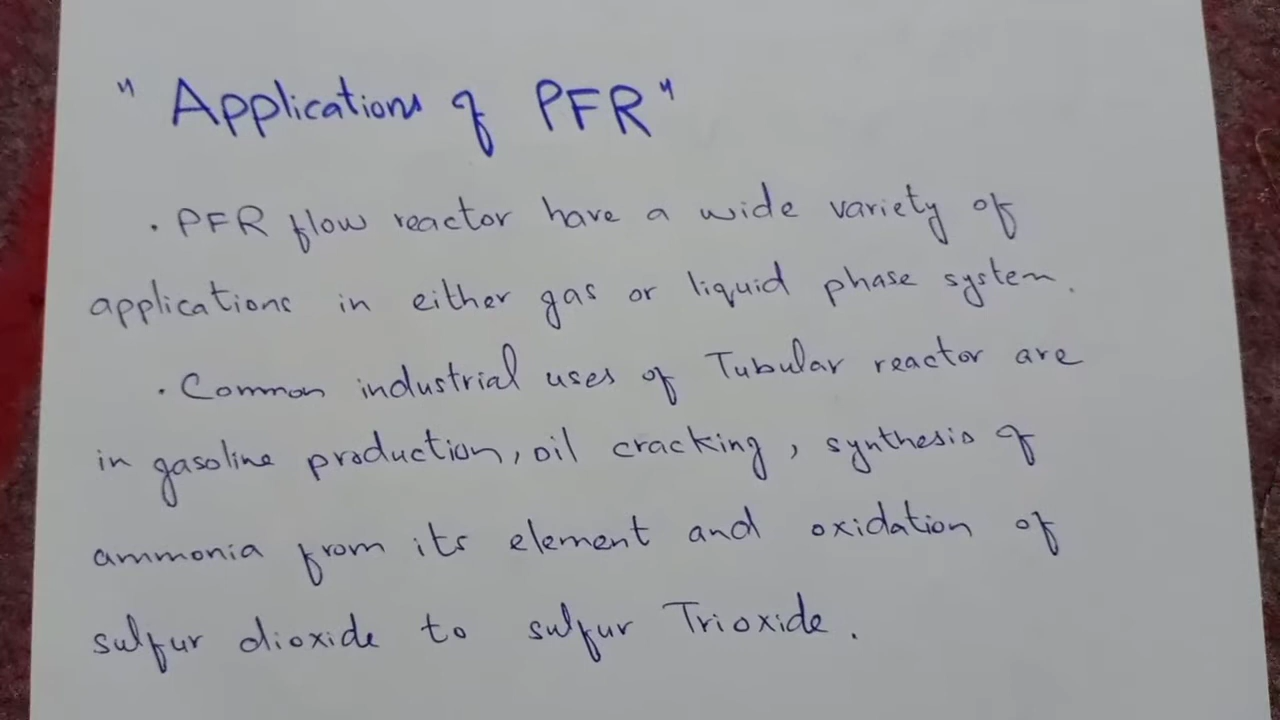 "Applications of PFR"
. PFR flow reactor have a wide variety of
applications in either gas or liquid phase system.
. Common industrial uses of Tubular reactor are
in gasoline production, oil cracking, synthesis of
ammonia from its element and oxidation of
sulfur dioxide to sulfur Trioxide.